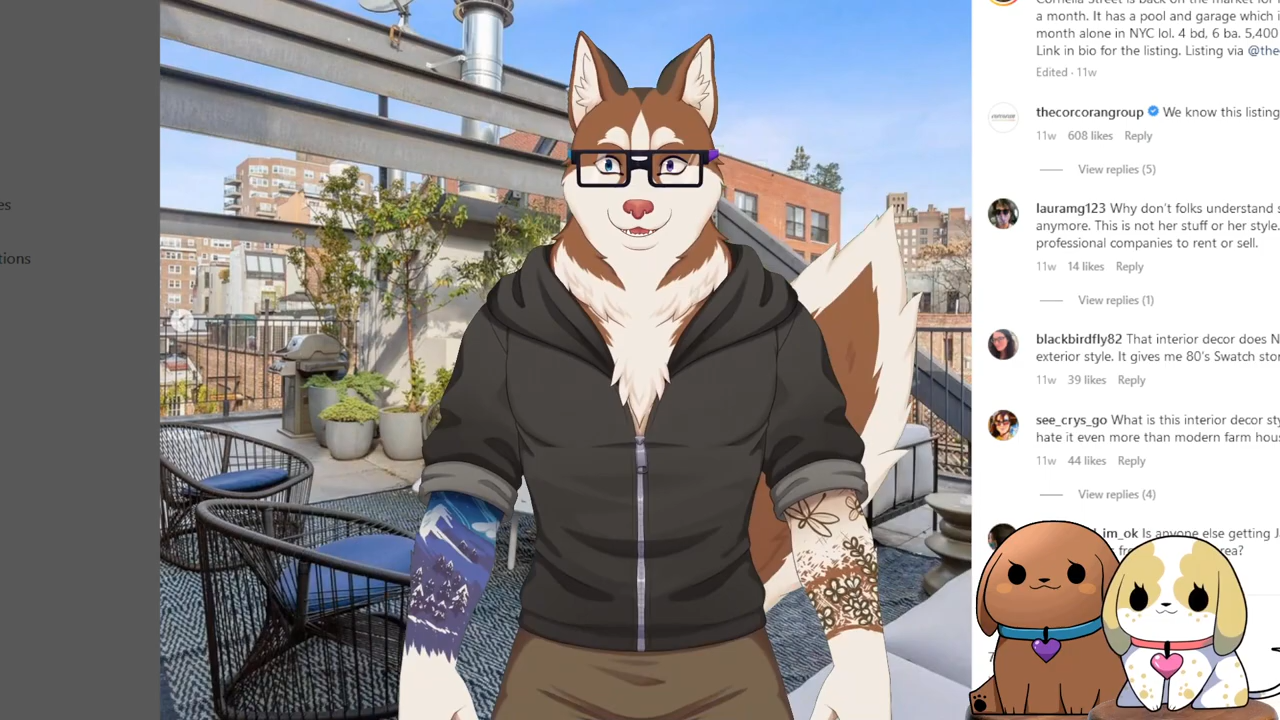 es
tions
Cornelia Street is back on the market for
a month. It has a pool and garage which i
month alone in NYC lol. 4 bd, 6 ba. 5,400
Link in bio for the listing. Listing via @the
Edited · 11w
thecorcorangroup We know this listing
11w 608 likes Reply
View replies (5)
lauramg123 Why don't folks understand s
anymore. This is not her stuff or her style.
professional companies to rent or sell.
11w 14 likes Reply
View replies (1)
blackbirdfly82 That interior decor does N
exterior style. It gives me 80's Swatch sto
11w 39 likes Reply
see_crys_go What is this interior decor sty
hate it even more than modern farm hou
11w 44 likes Reply
View replies (4)
im_ok Is anyone else getting Ja
rea?
7